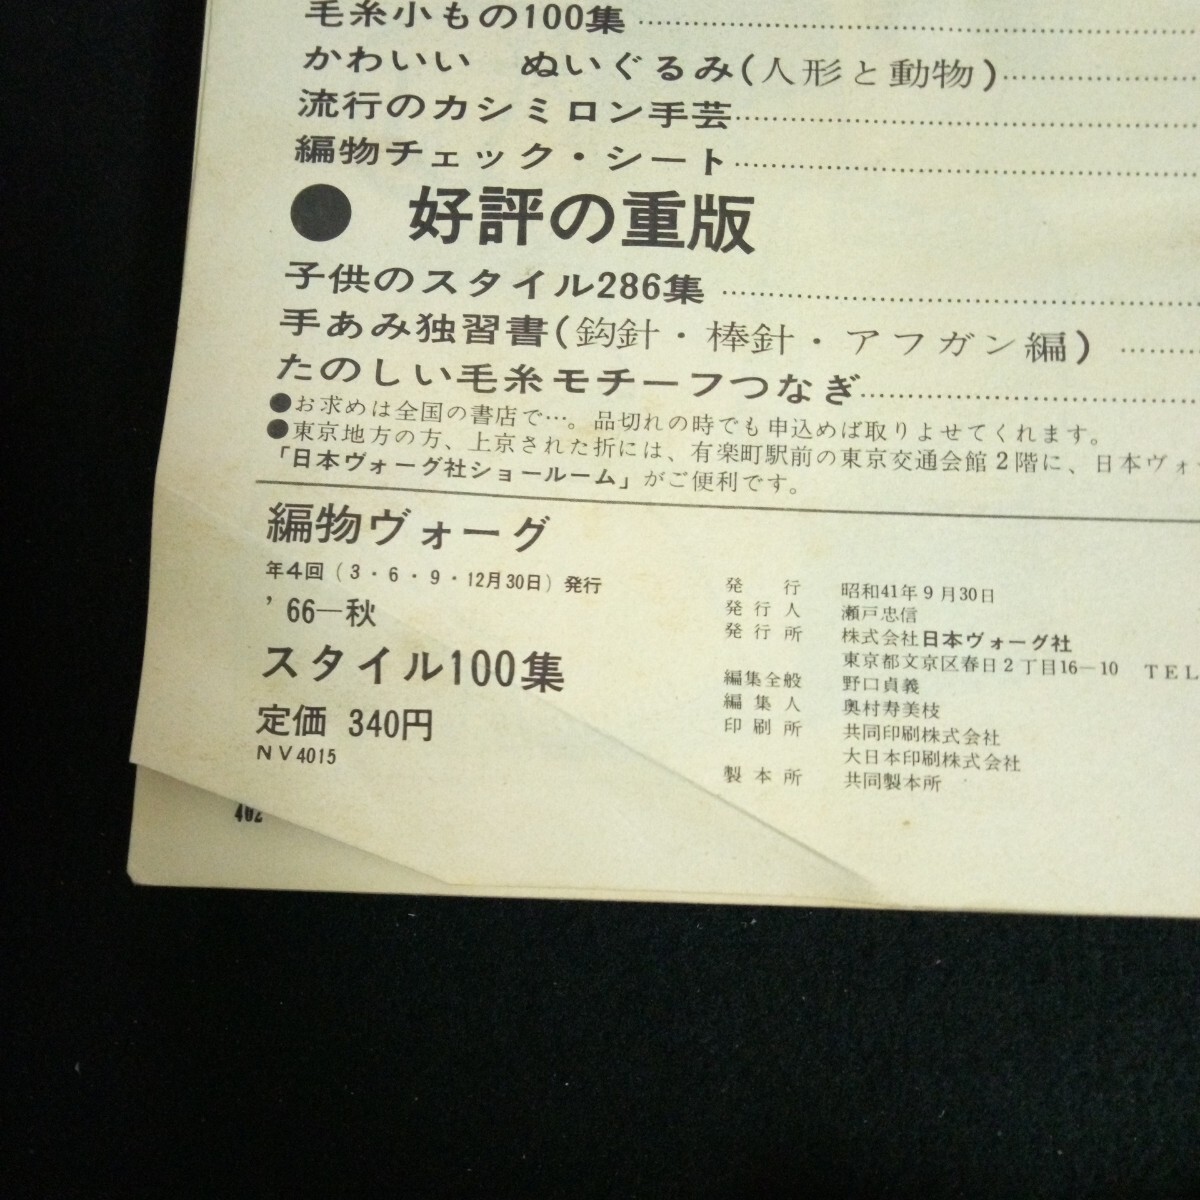 毛糸小もの100集
かわいい　ぬいぐるみ(人形と動物)
流行のカシミロン手芸
編物チェック・シート
● 好評の重版
子供のスタイル286集
手あみ独習書(鈎針・棒針・アフガン編)
たのしい毛糸モチーフつなぎ
●お求めは全国の書店で…。品切れの時でも申込めば取りよせてくれます。
●東京地方の方、上京された折には、有楽町駅前の東京交通会館2階に、日本ヴォ
「日本ヴォーグ社ショールーム」がご便利です。
編物ヴォーグ
年4回(3・6・9・12月30日)発行
'66—秋
スタイル100集
定価 340円
NV4015
402
発行 昭和41年9月30日
発行人 瀬戸忠信
発行所 株式会社日本ヴォーグ社
東京都文京区春日2丁目16—10 TEL
編集全般 野口貞義
編集人 奥村寿美枝
印刷所 共同印刷株式会社
大日本印刷株式会社
製本所 共同製本所